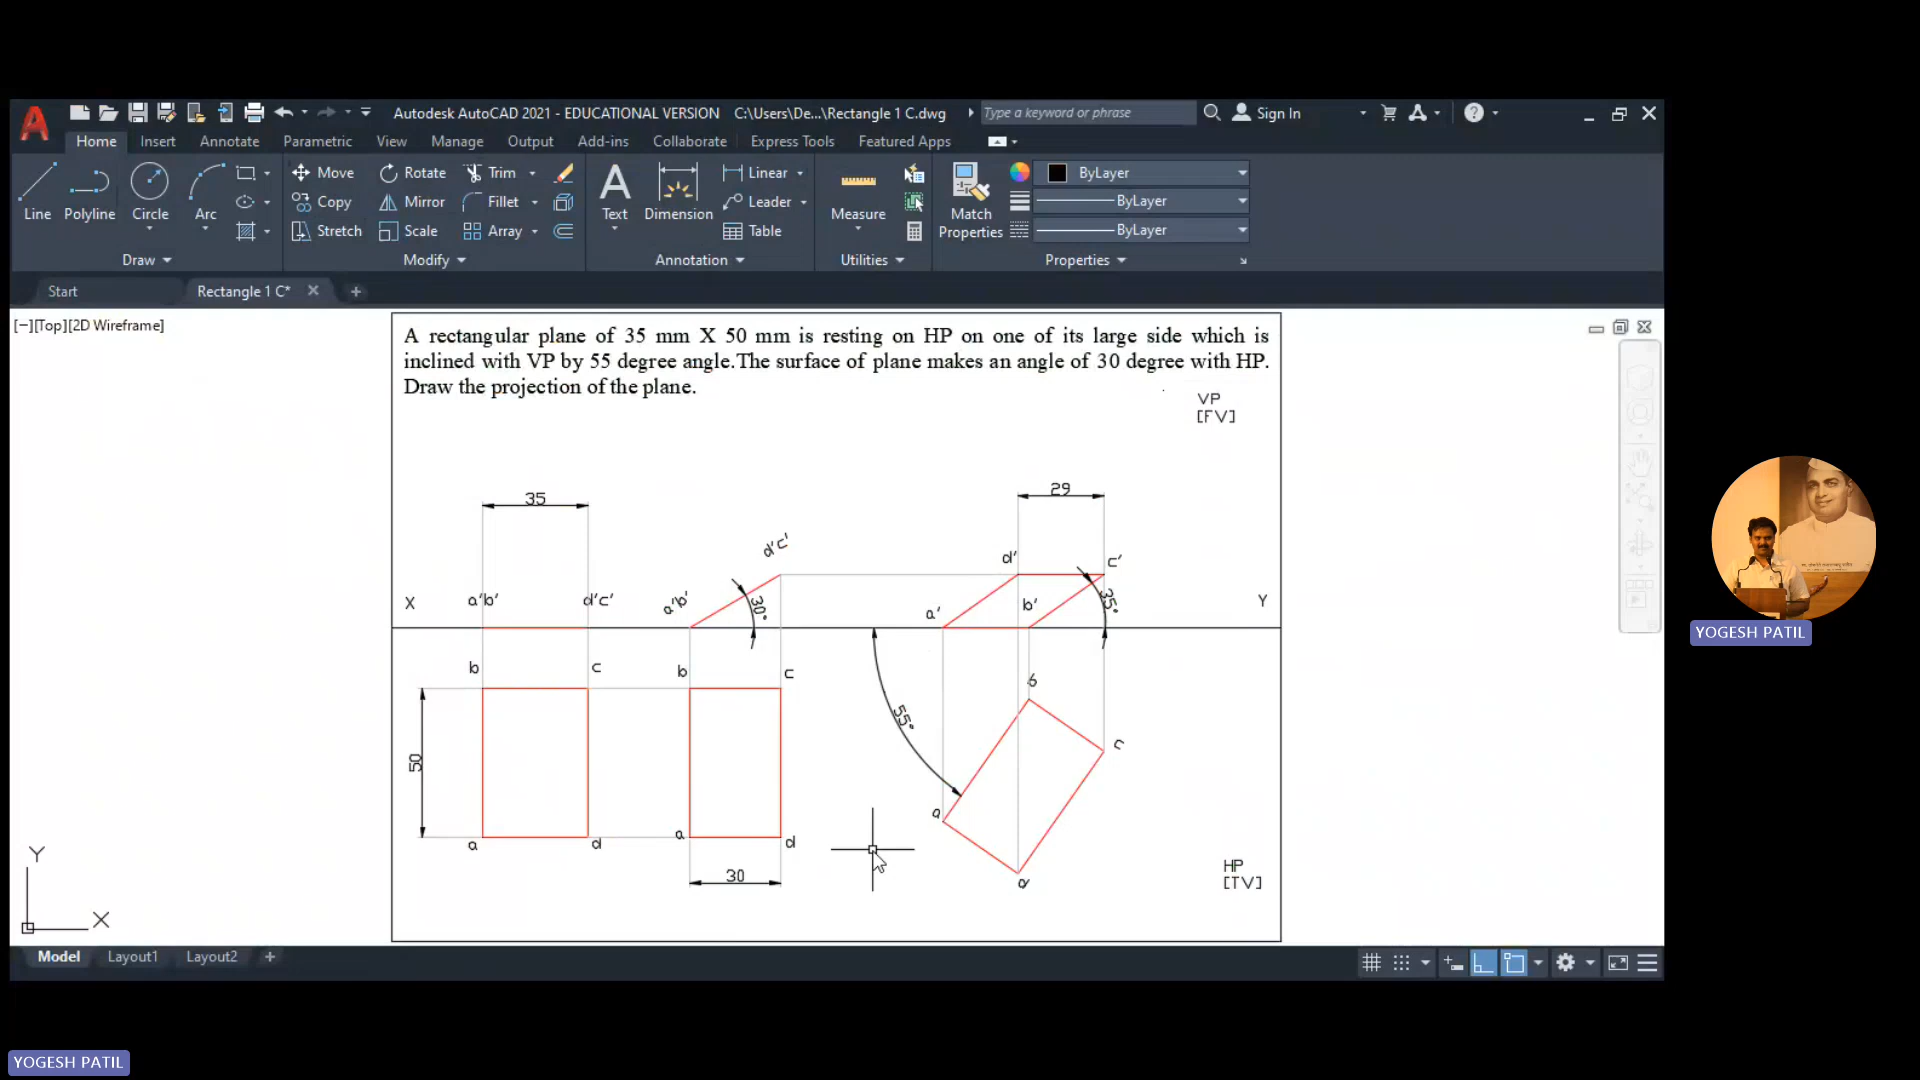 Autodesk AutoCAD 2021 - EDUCATIONAL VERSION C:\Users\De...\Rectangle 1 C.dwg
Type a keyword or phrase
Sign In
Home Insert Annotate Parametric View Manage Output Add-ins Collaborate Express Tools Featured Apps
Line Polyline Circle Arc
Move Rotate Trim
Copy Mirror Fillet
Stretch Scale Array
Text Dimension
Linear
Leader
Table
Measure
Match Properties
ByLayer
ByLayer
ByLayer
Draw Modify Annotation Utilities Properties
Start Rectangle 1 C*
[−][Top][2D Wireframe]
A rectangular plane of 35 mm X 50 mm is resting on HP on one of its large side which is
inclined with VP by 55 degree angle.The surface of plane makes an angle of 30 degree with HP.
Draw the projection of the plane.
VP
[FV]
35
29
d'c'
d'
c'
X
a'b'
d'c'
a'b'
30°
a'
b'
35°
Y
b
c
b
c
b
55°
c
50
a
a
d
a
d
d
30
HP
[TV]
Y
X
Model Layout1 Layout2
YOGESH PATIL
YOGESH PATIL